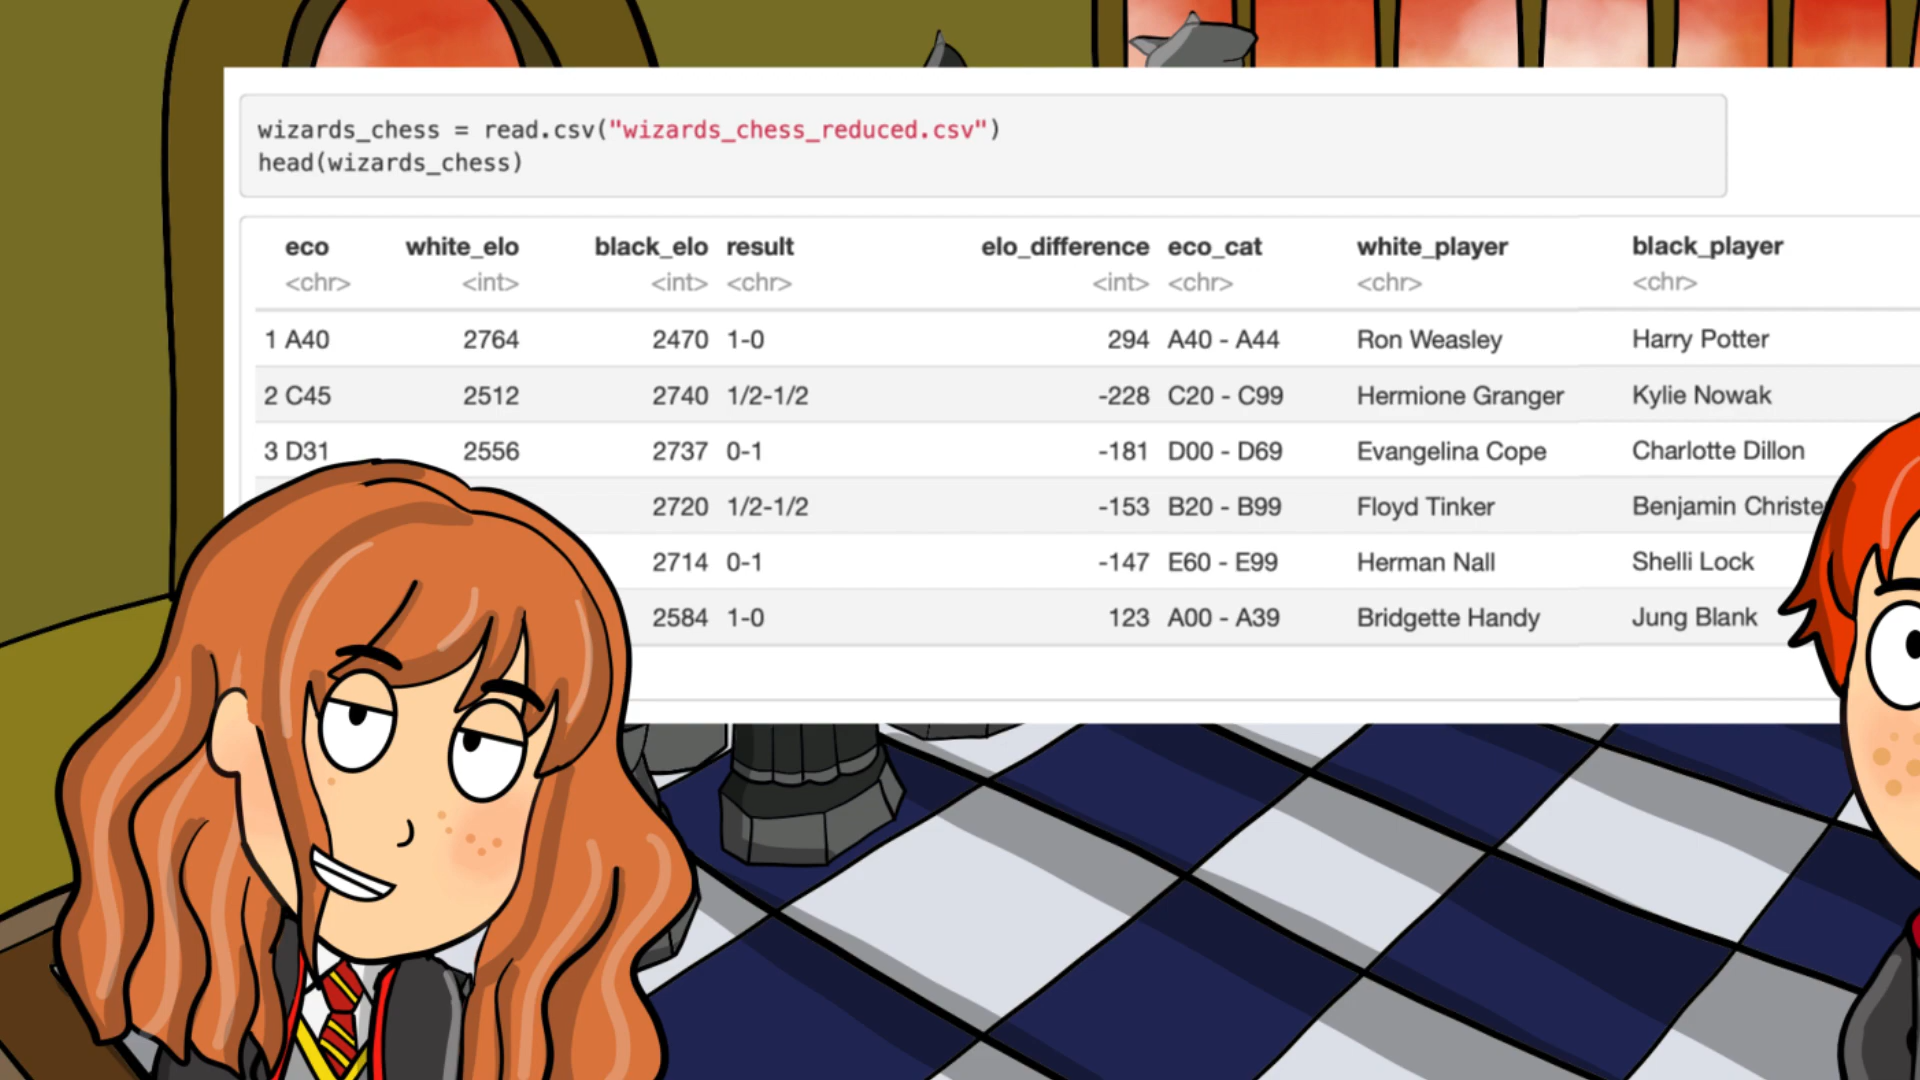 wizards_chess = read.csv("wizards_chess_reduced.csv")
head(wizards_chess)
eco white_elo black_elo result elo_difference eco_cat white_player black_player
<chr> <int> <int> <chr> <int> <chr> <chr> <chr>
1 A40 2764 2470 1-0 294 A40 - A44 Ron Weasley Harry Potter
2 C45 2512 2740 1/2-1/2 -228 C20 - C99 Hermione Granger Kylie Nowak
3 D31 2556 2737 0-1 -181 D00 - D69 Evangelina Cope Charlotte Dillon
2720 1/2-1/2 -153 B20 - B99 Floyd Tinker Benjamin
2714 0-1 -147 E60 - E99 Herman Nall Shelli Lock
2584 1-0 123 A00 - A39 Bridgette Handy Jung Blank